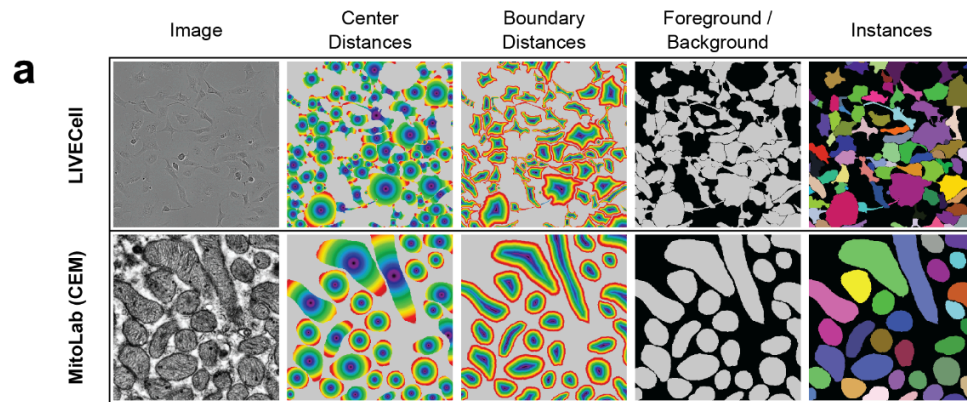 Image
Center
Distances
Boundary
Distances
Foreground /
Background
Instances
a
LIVECell
MitoLab (CEM)